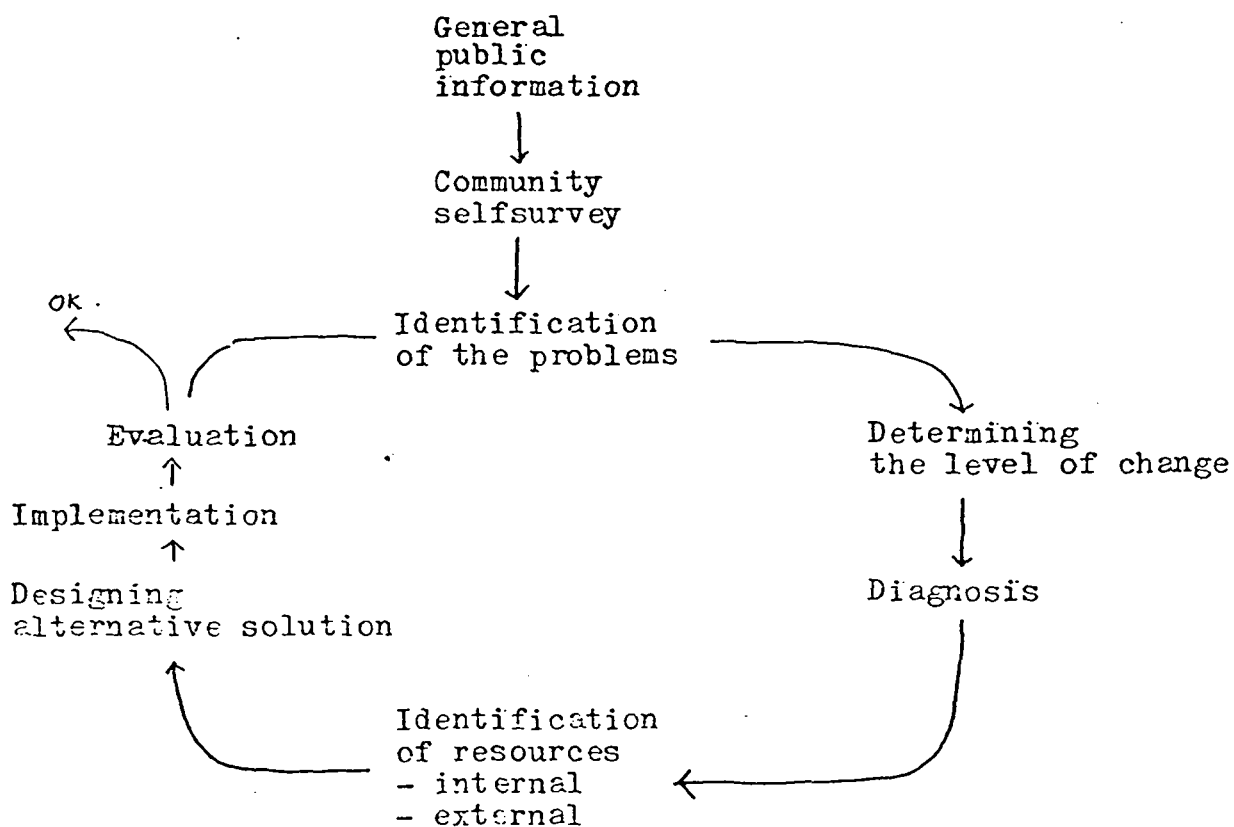 General
public
information
Community
selfsurvey
OK.
Identification
of the problems
Evaluation
Determining
the level of change
Implementation
Designing
alternative solution
Diagnosis
Identification
of resources
- internal
- external